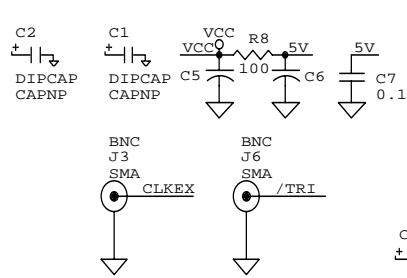 C2
+
DIPCAP
CAPNP
C1
+
DIPCAP
CAPNP
VCC
VCC
R8
5V
C5
100
C6
5V
C7
0.1
BNC
J3
SMA
CLKEX
BNC
J6
SMA
/TRI
C
+